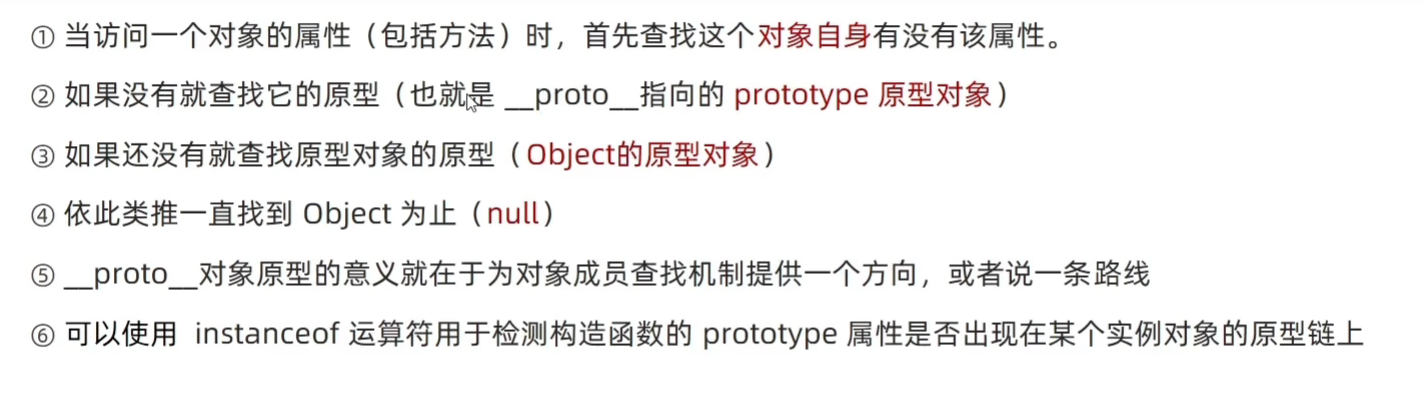 ① 当访问一个对象的属性（包括方法）时，首先查找这个对象自身有没有该属性。
② 如果没有就查找它的原型（也就是 __proto__指向的 prototype 原型对象）
③ 如果还没有就查找原型对象的原型（Object的原型对象）
④ 依此类推一直找到 Object 为止（null）
⑤ __proto__对象原型的意义就在于为对象成员查找机制提供一个方向，或者说一条路线
⑥ 可以使用 instanceof 运算符用于检测构造函数的 prototype 属性是否出现在某个实例对象的原型链上